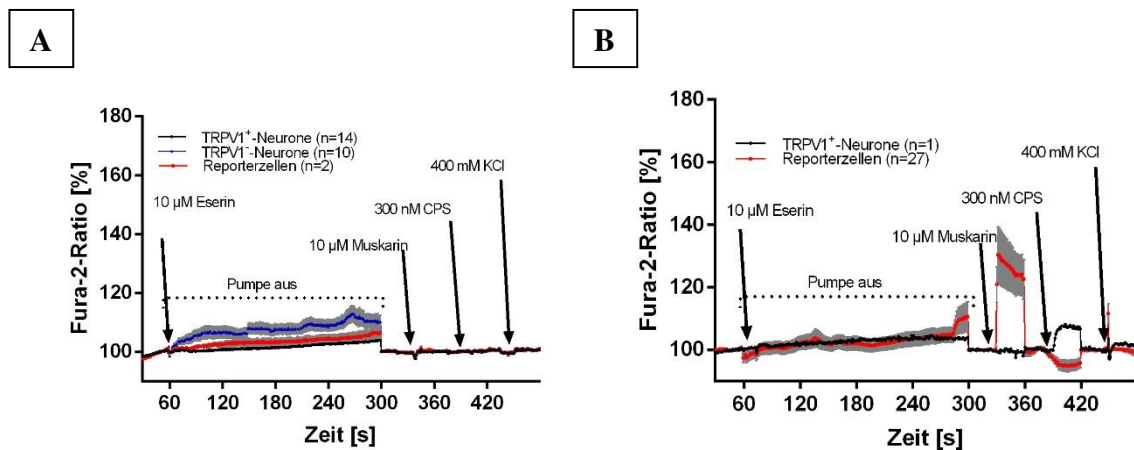 A
180
160
140
120
100
Fura-2-Ratio [%]
TRPV1+-Neurone (n=14)
TRPV1--Neurone (n=10)
Reporterzellen (n=2)
10 µM Eserin
Pumpe aus
10 µM Muskarin
300 nM CPS
400 mM KCl
60 120 180 240 300 360 420
Zeit [s]
B
180
160
140
120
100
Fura-2-Ratio [%]
TRPV1+-Neurone (n=1)
Reporterzellen (n=27)
10 µM Eserin
Pumpe aus
10 µM Muskarin
300 nM CPS
400 mM KCl
60 120 180 240 300 360 420
Zeit [s]